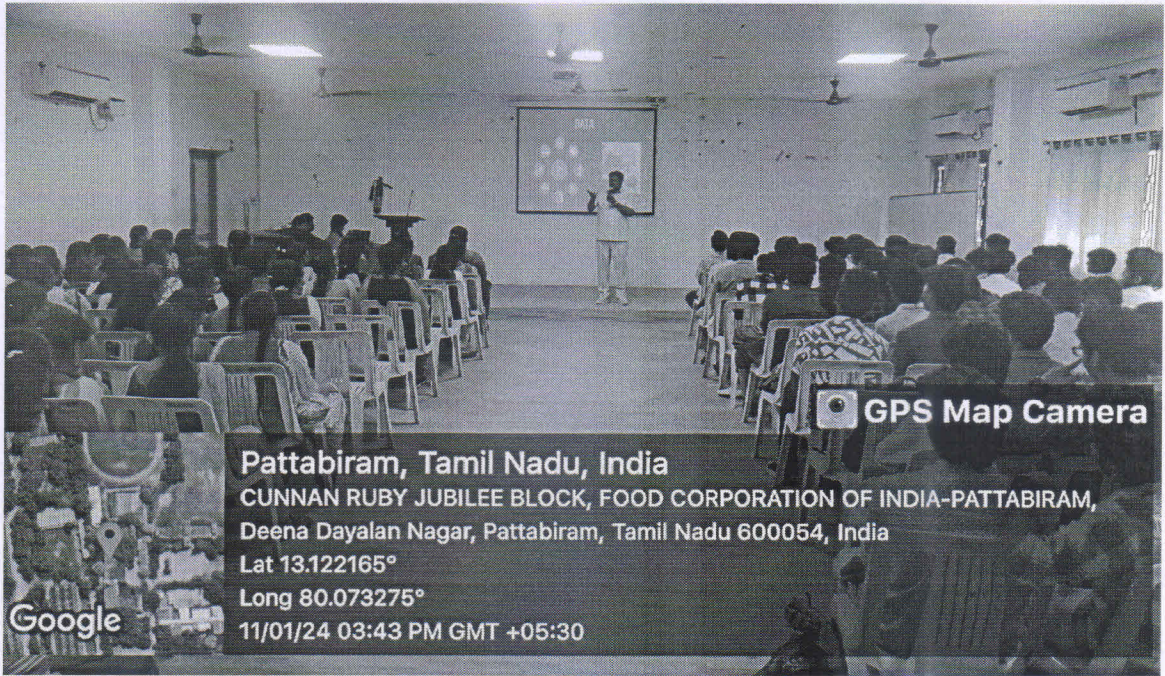 DATA
GPS Map Camera
Pattabiram, Tamil Nadu, India
CUNNAN RUBY JUBILEE BLOCK, FOOD CORPORATION OF INDIA-PATTABIRAM,
Deena Dayalan Nagar, Pattabiram, Tamil Nadu 600054, India
Lat 13.122165°
Long 80.073275°
11/01/24 03:43 PM GMT +05:30
Google